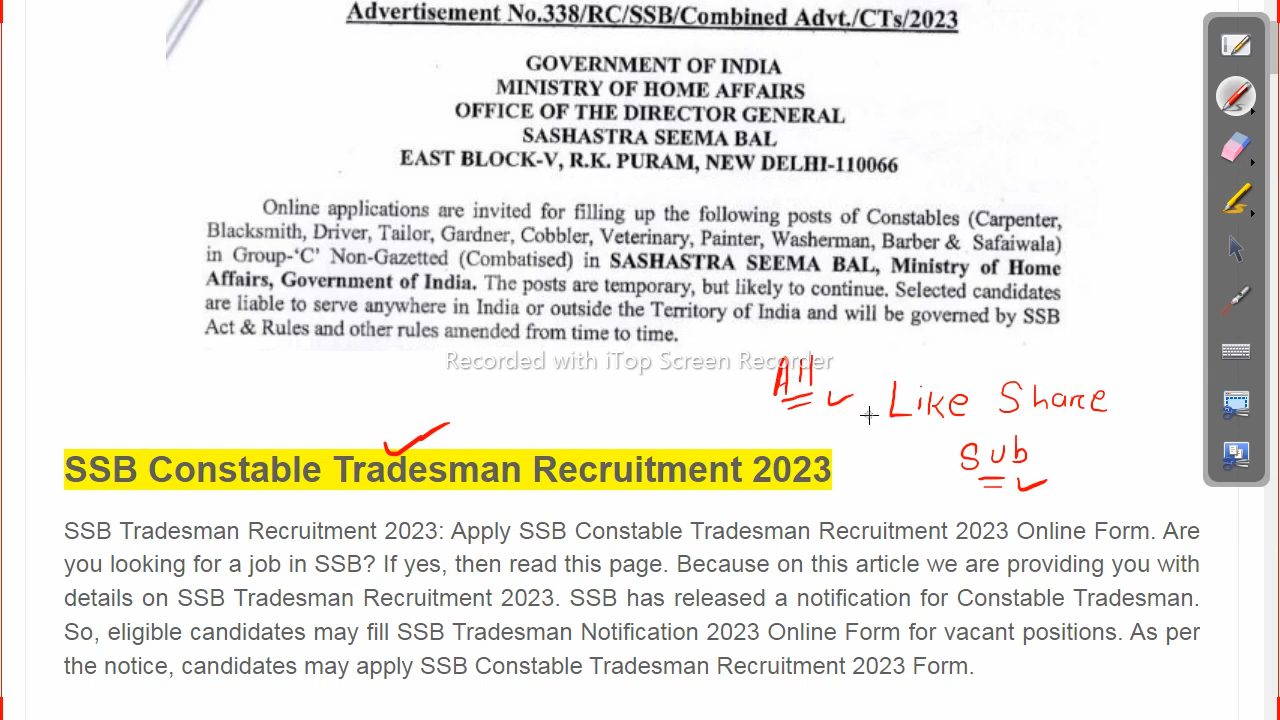 Advertisement No.338/RC/SSB/Combined Advt./CTs/2023
GOVERNMENT OF INDIA
MINISTRY OF HOME AFFAIRS
OFFICE OF THE DIRECTOR GENERAL
SASHASTRA SEEMA BAL
EAST BLOCK-V, R.K. PURAM, NEW DELHI-110066
Online applications are invited for filling up the following posts of Constables (Carpenter,
Blacksmith, Driver, Tailor, Gardner, Cobbler, Veterinary, Painter, Washerman, Barber & Safaiwala)
in Group-‘C’ Non-Gazetted (Combatised) in SASHASTRA SEEMA BAL, Ministry of Home
Affairs, Government of India. The posts are temporary, but likely to continue. Selected candidates
are liable to serve anywhere in India or outside the Territory of India and will be governed by SSB
Act & Rules and other rules amended from time to time.
Recorded with iTop Screen Recorder
All Like Share
Sub
SSB Constable Tradesman Recruitment 2023
SSB Tradesman Recruitment 2023: Apply SSB Constable Tradesman Recruitment 2023 Online Form. Are
you looking for a job in SSB? If yes, then read this page. Because on this article we are providing you with
details on SSB Tradesman Recruitment 2023. SSB has released a notification for Constable Tradesman.
So, eligible candidates may fill SSB Tradesman Notification 2023 Online Form for vacant positions. As per
the notice, candidates may apply SSB Constable Tradesman Recruitment 2023 Form.